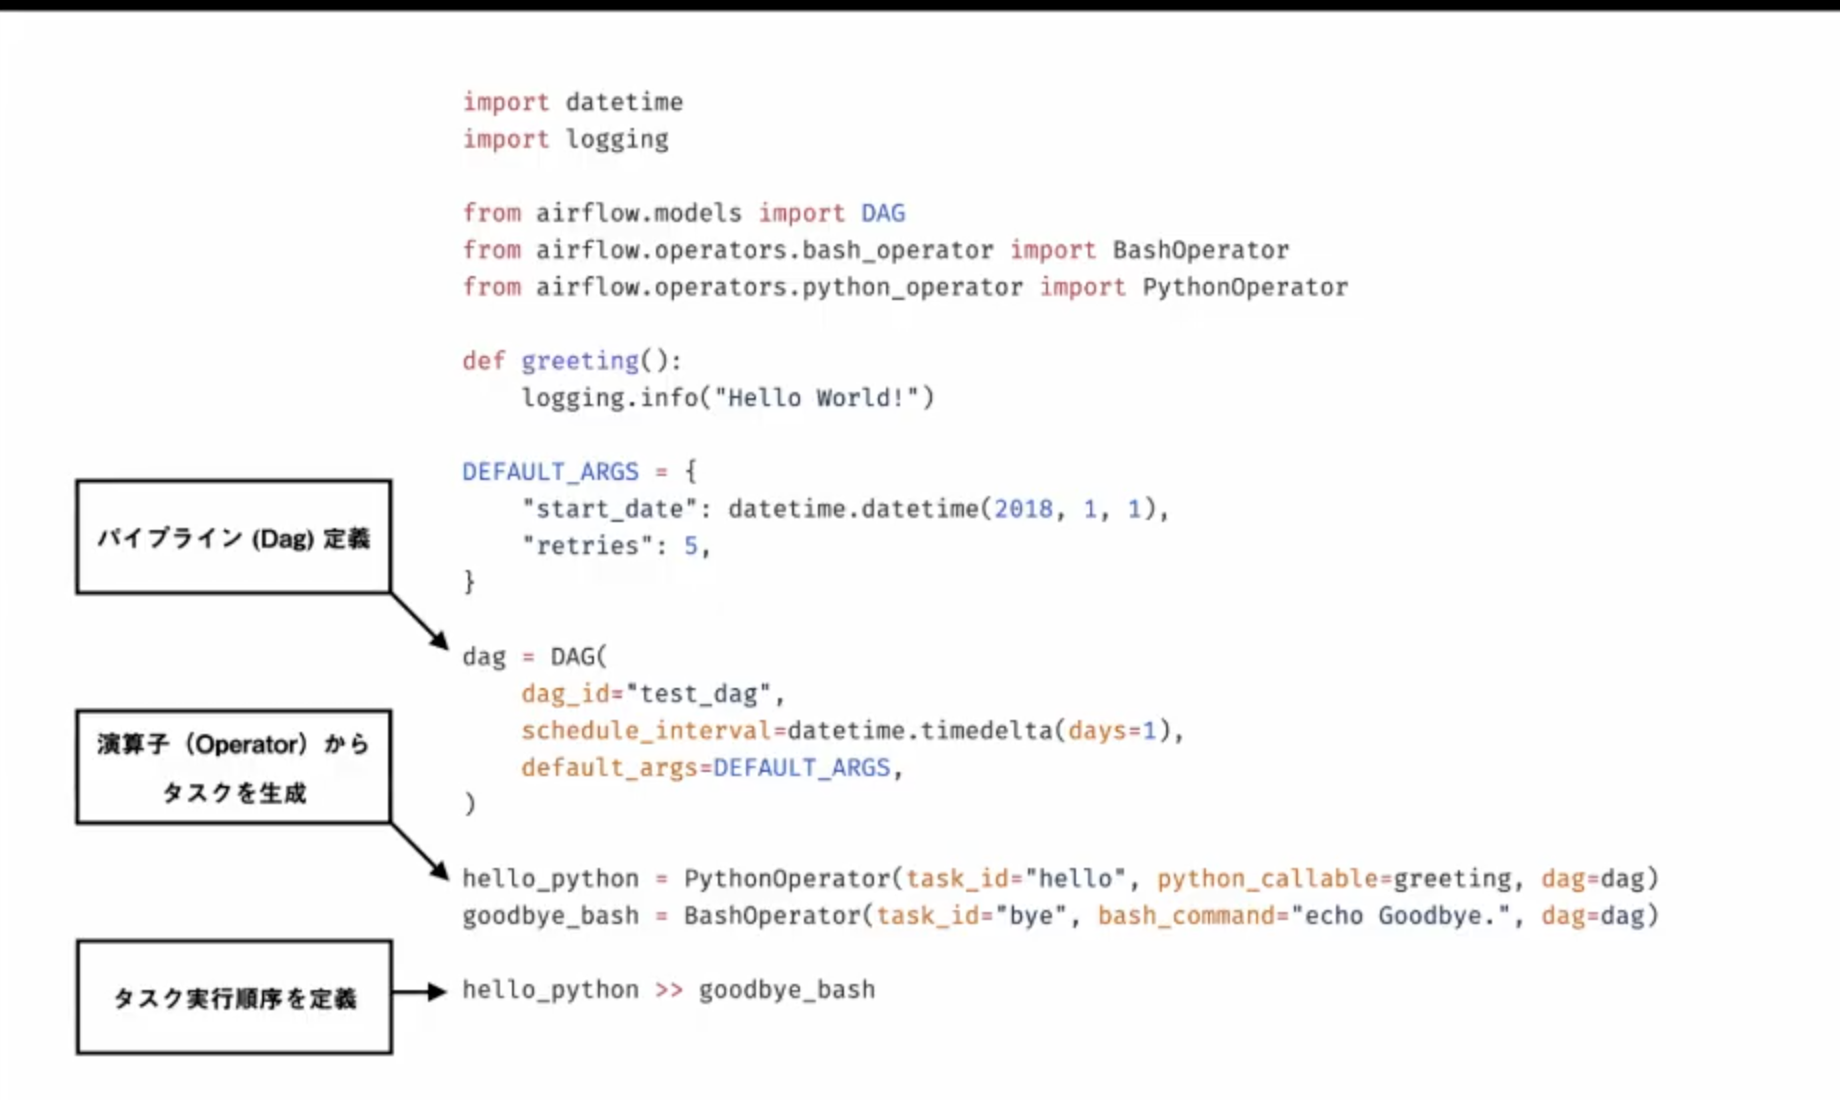 import datetime
import logging
from airflow.models import DAG
from airflow.operators.bash_operator import BashOperator
from airflow.operators.python_operator import PythonOperator
def greeting():
    logging.info("Hello World!")
DEFAULT_ARGS = {
    "start_date": datetime.datetime(2018, 1, 1),
    "retries": 5,
}
パイプライン (Dag) 定義
dag = DAG(
    dag_id="test_dag",
    schedule_interval=datetime.timedelta(days=1),
    default_args=DEFAULT_ARGS,
)
演算子（Operator）から
タスクを生成
hello_python = PythonOperator(task_id="hello", python_callable=greeting, dag=dag)
goodbye_bash = BashOperator(task_id="bye", bash_command="echo Goodbye.", dag=dag)
タスク実行順序を定義
hello_python >> goodbye_bash